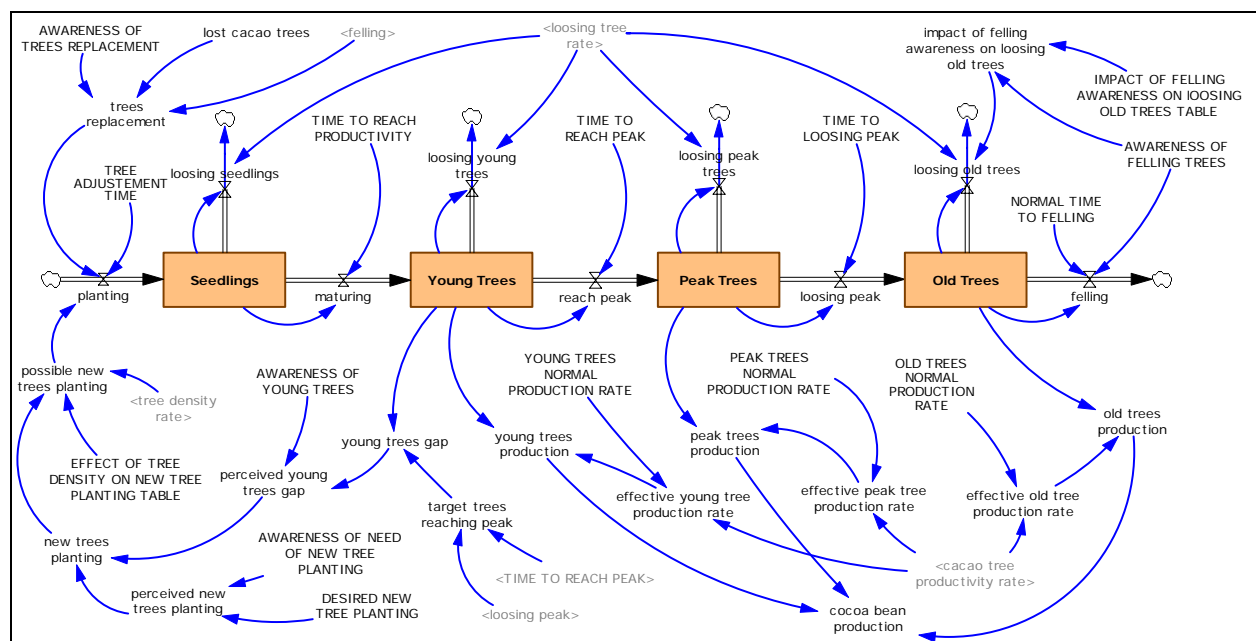 AWARENESS OF
TREES REPLACEMENT
lost cacao trees
<felling>
<loosing tree
rate>
impact of felling
awareness on loosing
old trees
IMPACT OF FELLING
AWARENESS ON lOOSING
OLD TREES TABLE
trees
replacement
TIME TO REACH
PRODUCTIVITY
TIME TO
REACH PEAK
TIME TO
LOOSING PEAK
AWARENESS OF
FELLING TREES
loosing seedlings
loosing young
trees
loosing peak
trees
loosing old trees
TREE
ADJUSTEMENT
TIME
NORMAL TIME
TO FELLING
Seedlings
Young Trees
Peak Trees
Old Trees
planting
maturing
reach peak
loosing peak
felling
possible new
trees planting
<tree density
rate>
AWARENESS OF
YOUNG TREES
YOUNG TREES
NORMAL
PRODUCTION RATE
PEAK TREES
NORMAL
PRODUCTION RATE
OLD TREES
NORMAL
PRODUCTION
RATE
old trees
production
EFFECT OF TREE
DENSITY ON NEW TREE
PLANTING TABLE
perceived young
trees gap
young trees gap
young trees
production
peak trees
production
target trees
reaching peak
effective young tree
production rate
effective peak tree
production rate
effective old tree
production rate
new trees
planting
AWARENESS OF NEED
OF NEW TREE
PLANTING
<TIME TO REACH PEAK>
<cacao tree
productivity rate>
perceived new
trees planting
DESIRED NEW
TREE PLANTING
<loosing peak>
cocoa bean
production